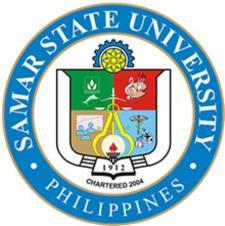 SAMAR STATE UNIVERSITY
PHILIPPINES
1912
CHARTERED 2004